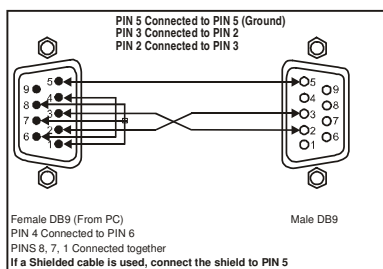 PIN 5 Connected to PIN 5 (Ground)
PIN 3 Connected to PIN 2
PIN 2 Connected to PIN 3
5
9
4
8
3
7
2
6
1
5
9
4
8
3
7
2
6
1
Female DB9 (From PC)
Male DB9
PIN 4 Connected to PIN 6
PINS 8, 7, 1 Connected together
If a Shielded cable is used, connect the shield to PIN 5